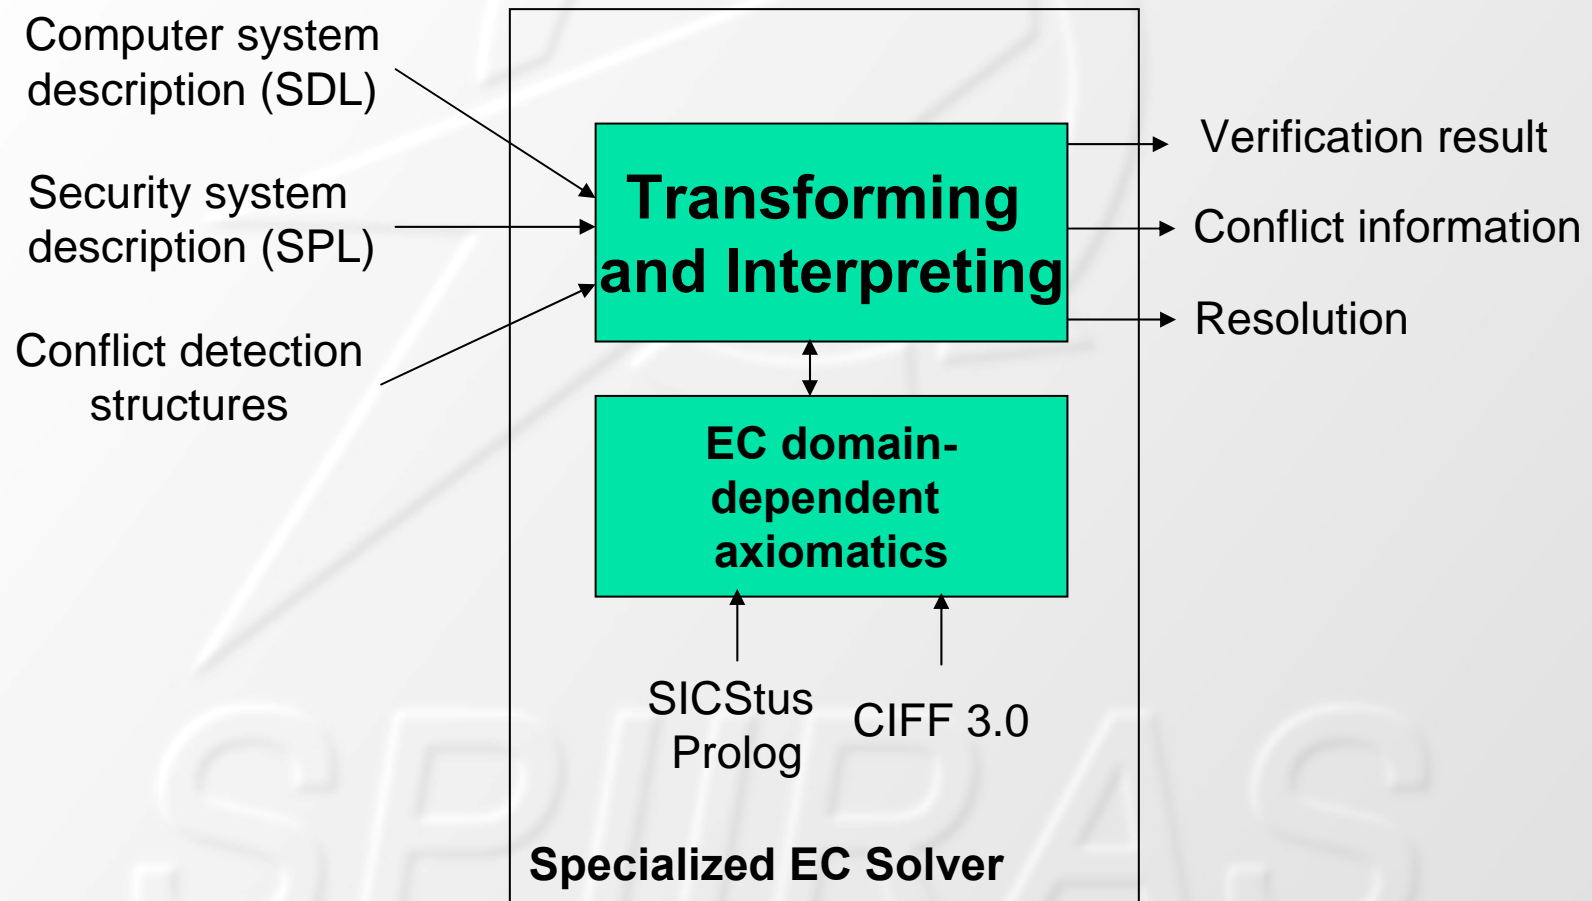 Computer system
description (SDL)
Security system
description (SPL)
Conflict detection
structures
Transforming
and Interpreting
Verification result
Conflict information
Resolution
EC domain-
dependent
axiomatics
SICStus
Prolog
CIFF 3.0
Specialized EC Solver
SPIIRAS